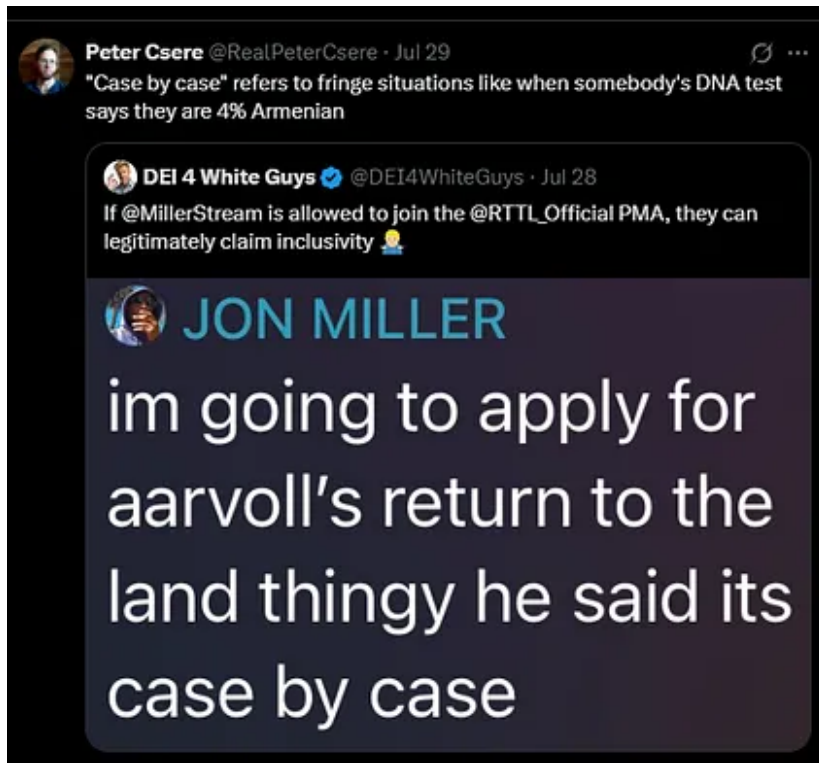 Peter Csere @RealPeterCsere · Jul 29
"Case by case" refers to fringe situations like when somebody's DNA test
says they are 4% Armenian
DEI 4 White Guys @DEI4WhiteGuys · Jul 28
If @MillerStream is allowed to join the @RTTL_Official PMA, they can
legitimately claim inclusivity 🤷🏼‍♂️
JON MILLER
im going to apply for
aarvoll's return to the
land thingy he said its
case by case